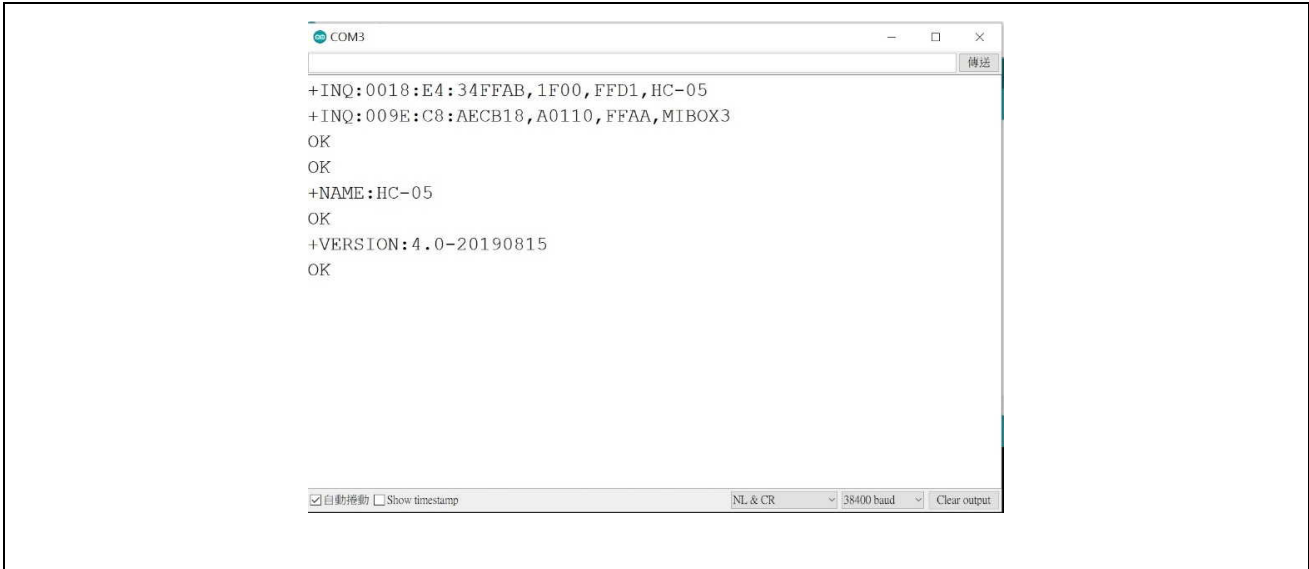 COM3
傳送
+INQ:0018:E4:34FFAB,1F00,FFD1,HC-05
+INQ:009E:C8:AECB18,A0110,FFAA,MIBOX3
OK
OK
+NAME:HC-05
OK
+VERSION:4.0-20190815
OK
自動捲動 Show timestamp NL & CR 38400 baud Clear output